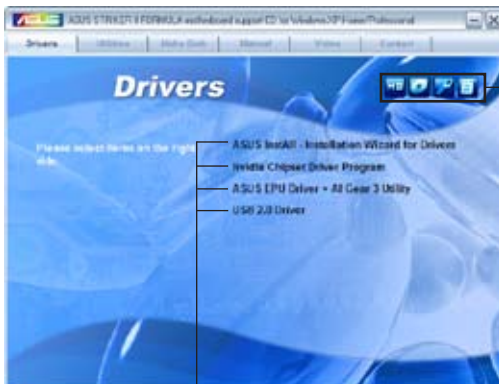 ASUS STRIKER II FORMULA motherboard support CD for Windows XP Home/Professional
Drivers Utilities Make Disk Manual Video Contact
Drivers
Please select items on the right side.
ASUS InstAll - Installation Wizard for Drivers
Nvidia Chipset Driver Program
ASUS EPU Driver + AI Gear 3 Utility
USB 2.0 Driver